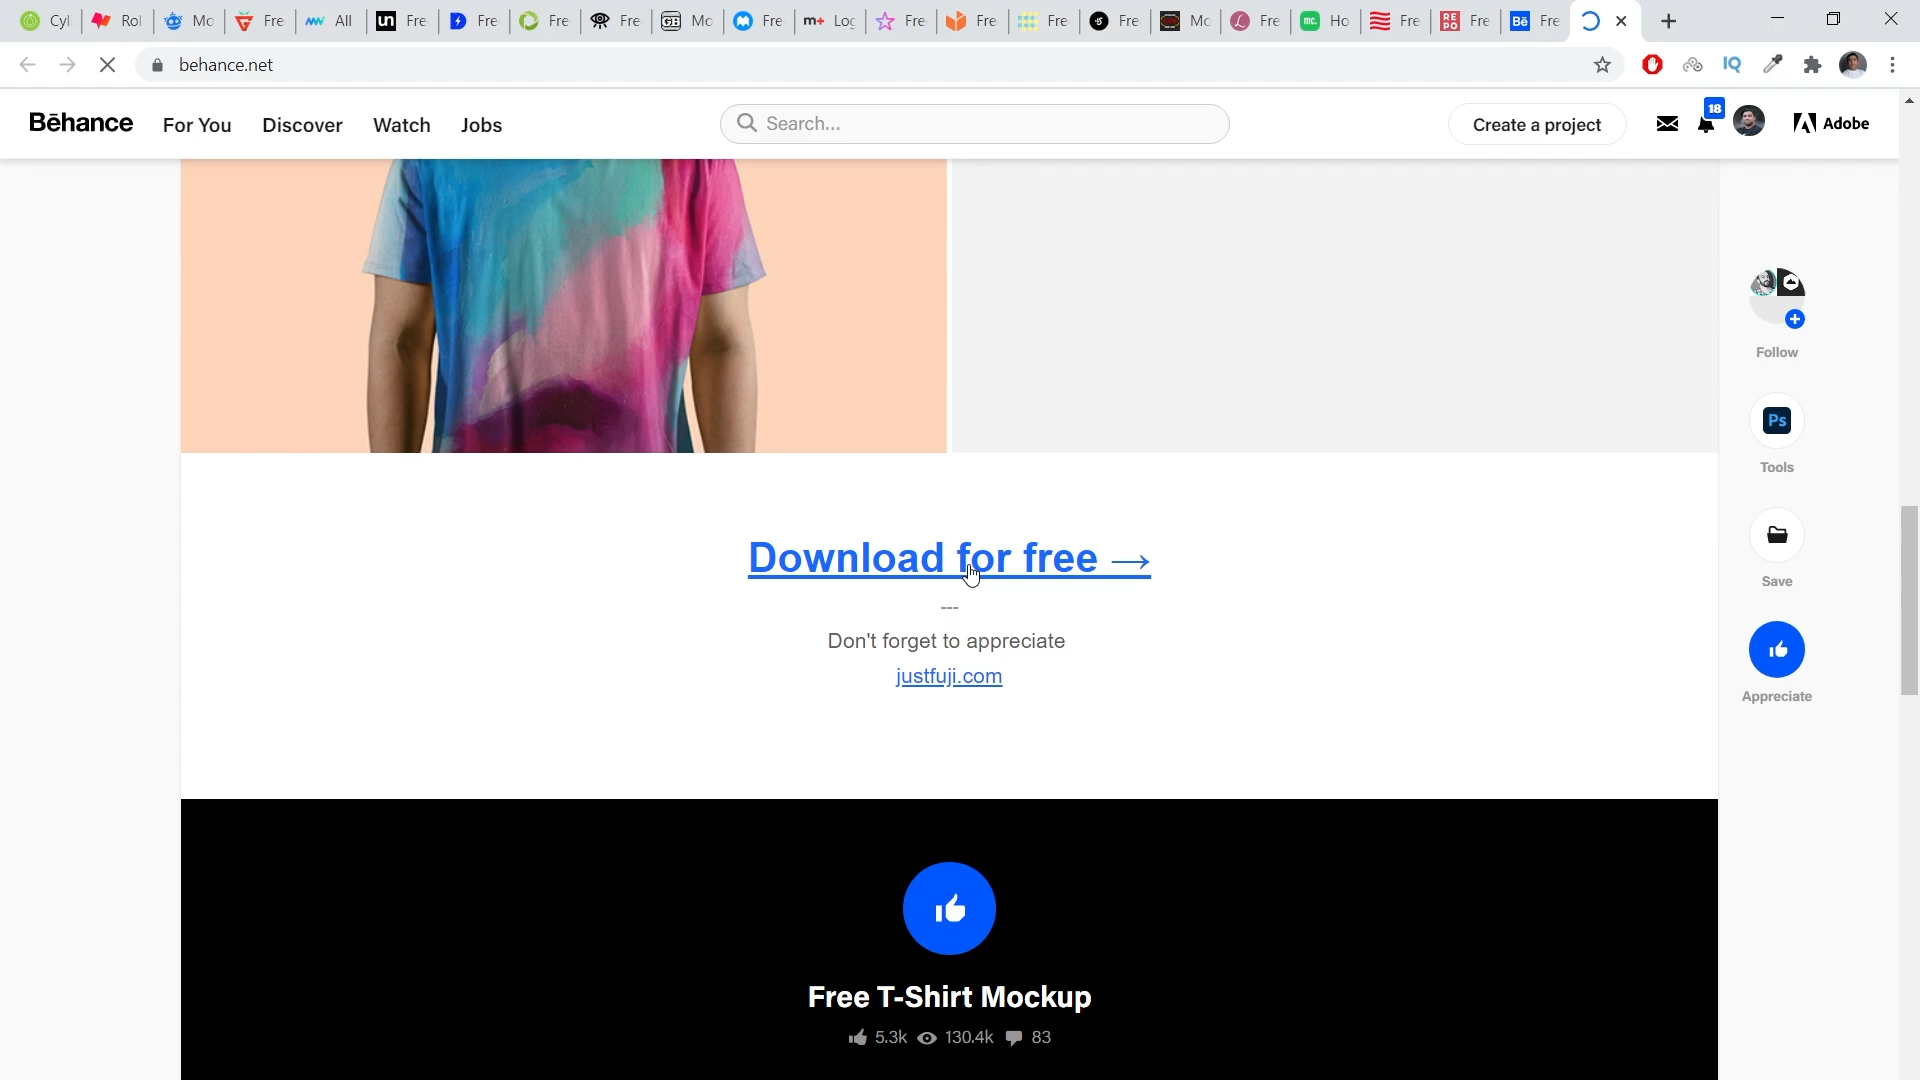 Cyl Rol Mo Fre All Fre Fre Fre Fre Mo Fre Log Fre Fre Fre Fre Mo Fre Ho Fre Fre Fre
behance.net
Bēhance For You Discover Watch Jobs Search... Create a project 18 Adobe
Follow
Ps
Tools
Download for free →
Save
---
Don't forget to appreciate
justfuji.com
Appreciate
Free T-Shirt Mockup
5.3k 130.4k 83